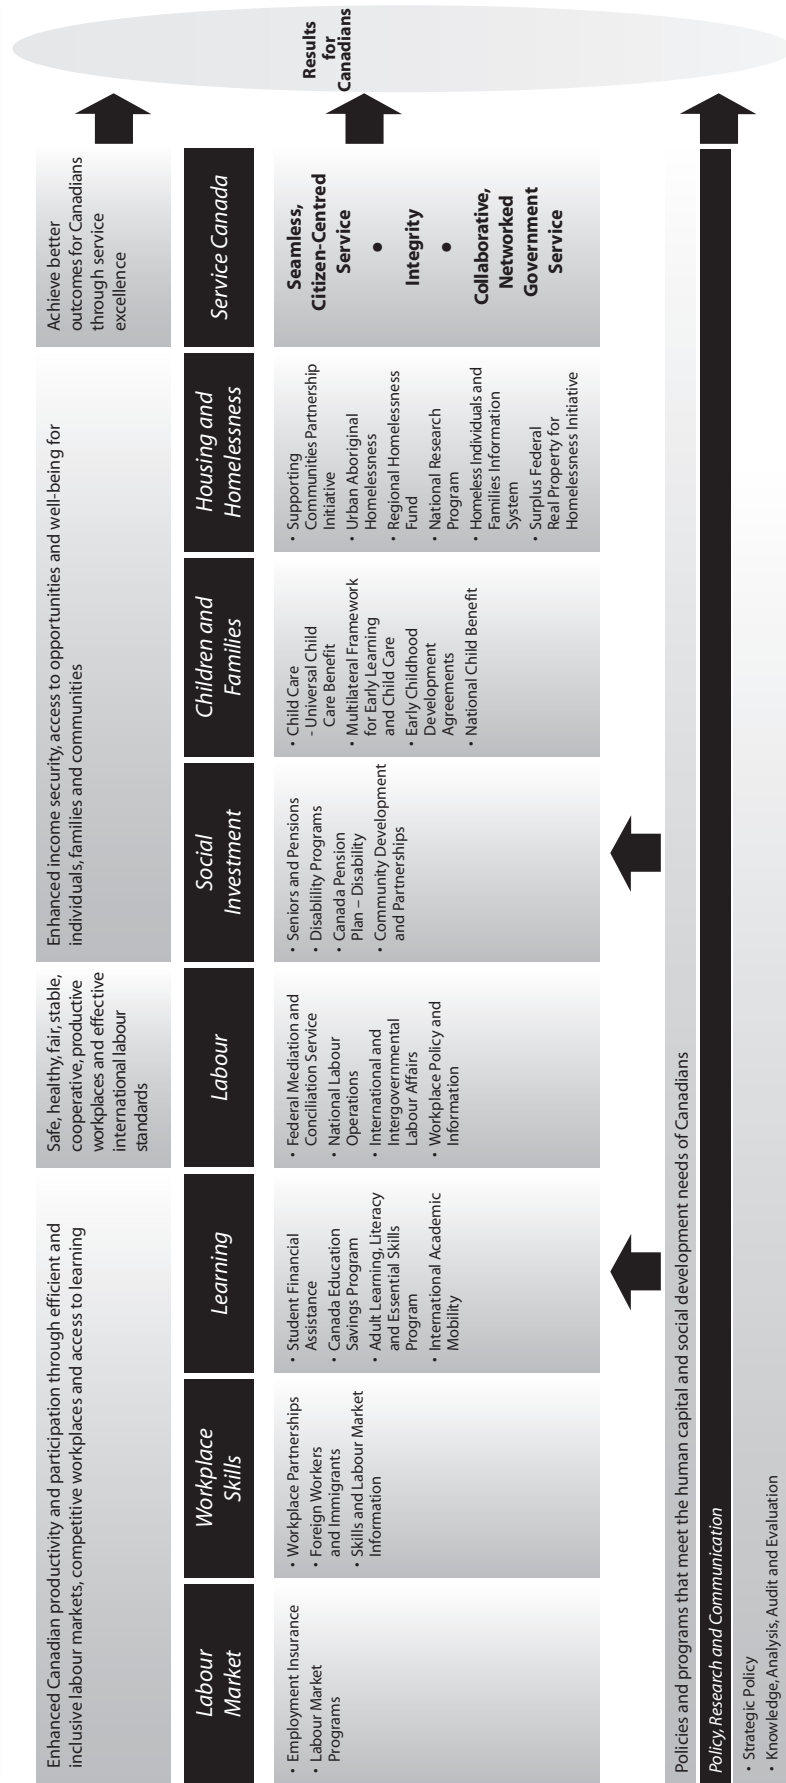 Enhanced Canadian productivity and participation through efficient and
inclusive labour markets, competitive workplaces and access to learning
Safe, healthy, fair, stable,
cooperative, productive
workplaces and effective
international labour
standards
Enhanced income security, access to opportunities and well-being for
individuals, families and communities
Achieve better
outcomes for Canadians
through service
excellence
Labour
Market
• Employment Insurance
• Labour Market
Programs
Workplace
Skills
• Workplace Partnerships
• Foreign Workers
and Immigrants
• Skills and Labour Market
Information
Learning
• Student Financial
Assistance
• Canada Education
Savings Program
• Adult Learning, Literacy
and Essential Skills
Program
• International Academic
Mobility
Labour
• Federal Mediation and
Conciliation Service
• National Labour
Operations
• International and
Intergovernmental
Labour Affairs
• Workplace Policy and
Information
Social
Investment
• Seniors and Pensions
• Disablility Programs
• Canada Pension
Plan – Disability
• Community Development
and Partnerships
Children and
Families
• Child Care
- Universal Child
Care Benefit
• Multilateral Framework
for Early Learning
and Child Care
• Early Childhood
Development
Agreements
• National Child Benefit
Housing and
Homelessness
• Supporting
Communities Partnership
Initiative
• Urban Aboriginal
Homelessness
• Regional Homelessness
Fund
• National Research
Program
• Homeless Individuals and
Families Information
System
• Surplus Federal
Real Property for
Homelessness Initiative
Service Canada
Seamless,
Citizen-Centred
Service
•
Integrity
•
Collaborative,
Networked
Government
Service
Results
for
Canadians
Policies and programs that meet the human capital and social development needs of Canadians
Policy, Research and Communication
• Strategic Policy
• Knowledge, Analysis, Audit and Evaluation